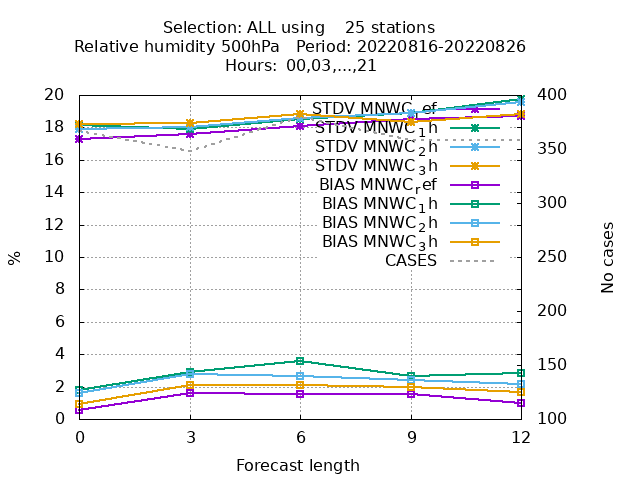 Selection: ALL using    25 stations
Relative humidity 500hPa   Period: 20220816-20220826
Hours: 00,03,...,21
20
18
16
14
12
10
8
6
4
2
0
%
400
350
300
250
200
150
100
No cases
STDV MNWC_ref
STDV MNWC_1h
STDV MNWC_2h
STDV MNWC_3h
BIAS MNWC_ref
BIAS MNWC_1h
BIAS MNWC_2h
BIAS MNWC_3h
CASES
0 3 6 9 12
Forecast length